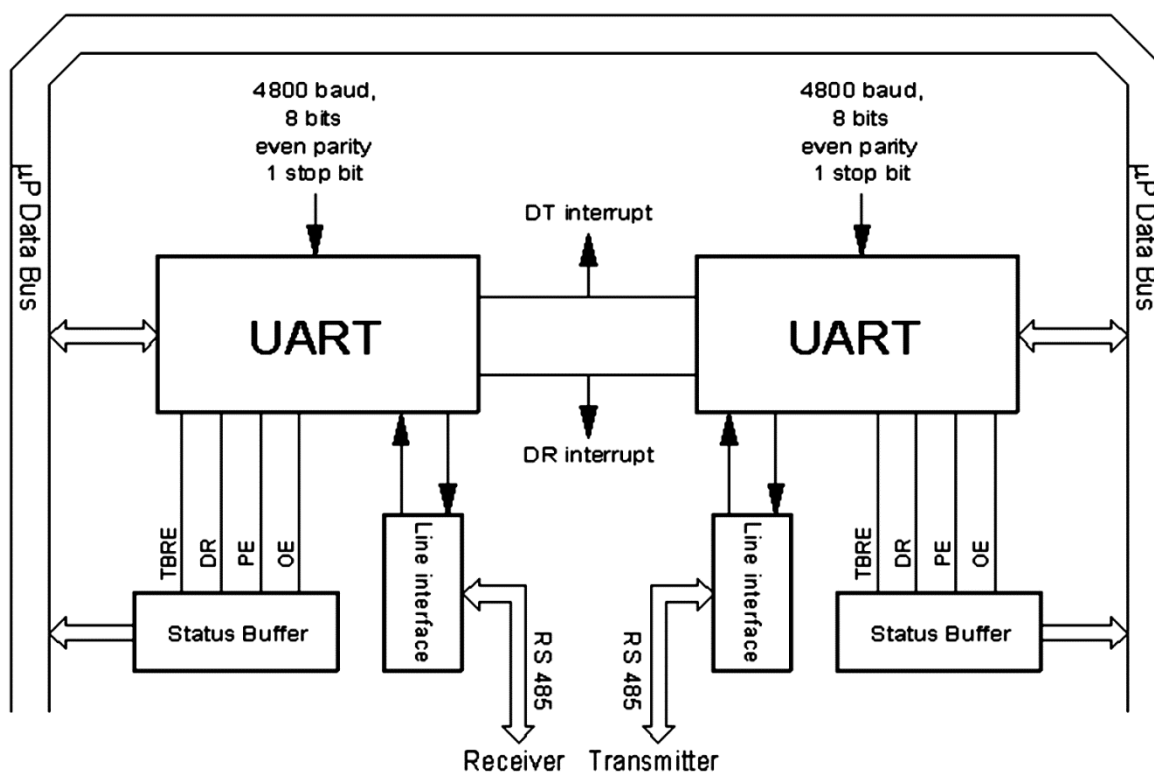 4800 baud,
8 bits
even parity
1 stop bit
4800 baud,
8 bits
even parity
1 stop bit
µP Data Bus
µP Data Bus
DT interrupt
UART
UART
DR interrupt
TBRE
DR
PE
OE
Line interface
Line interface
TBRE
DR
PE
OE
Status Buffer
RS 485
RS 485
Status Buffer
Receiver
Transmitter